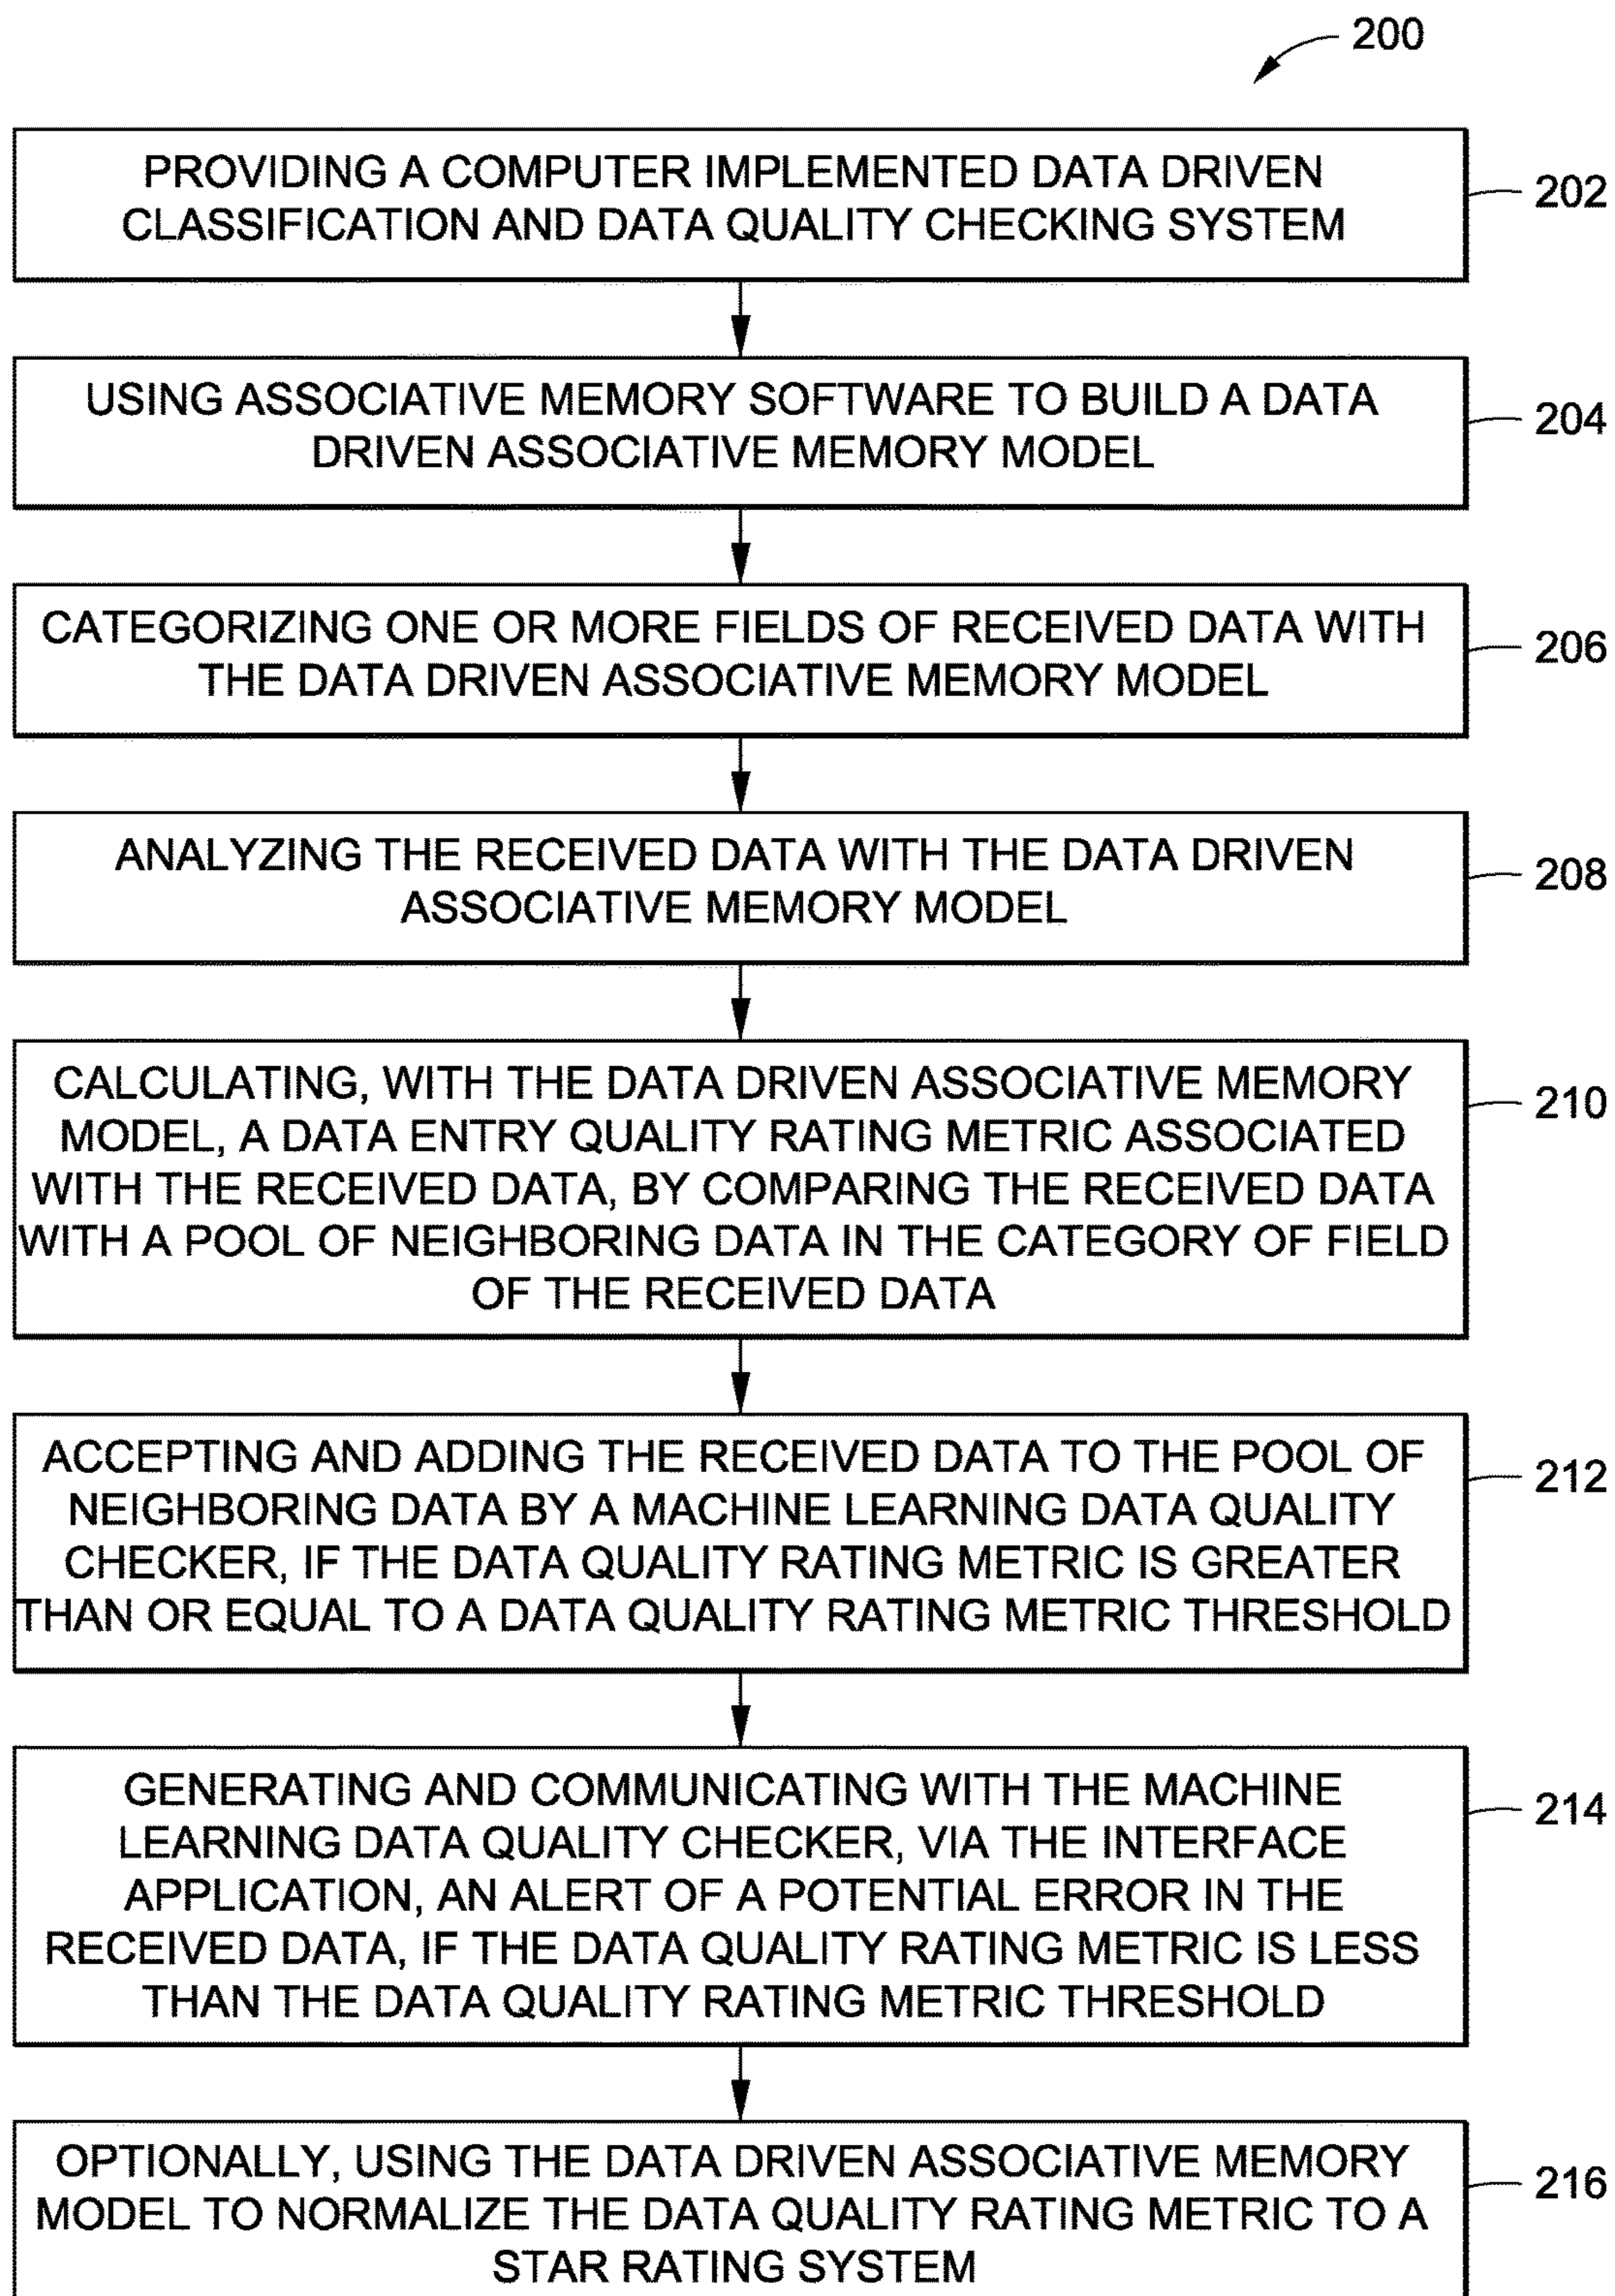 200
PROVIDING A COMPUTER IMPLEMENTED DATA DRIVEN
CLASSIFICATION AND DATA QUALITY CHECKING SYSTEM
202
USING ASSOCIATIVE MEMORY SOFTWARE TO BUILD A DATA
DRIVEN ASSOCIATIVE MEMORY MODEL
204
CATEGORIZING ONE OR MORE FIELDS OF RECEIVED DATA WITH
THE DATA DRIVEN ASSOCIATIVE MEMORY MODEL
206
ANALYZING THE RECEIVED DATA WITH THE DATA DRIVEN
ASSOCIATIVE MEMORY MODEL
208
CALCULATING, WITH THE DATA DRIVEN ASSOCIATIVE MEMORY
MODEL, A DATA ENTRY QUALITY RATING METRIC ASSOCIATED
WITH THE RECEIVED DATA, BY COMPARING THE RECEIVED DATA
WITH A POOL OF NEIGHBORING DATA IN THE CATEGORY OF FIELD
OF THE RECEIVED DATA
210
ACCEPTING AND ADDING THE RECEIVED DATA TO THE POOL OF
NEIGHBORING DATA BY A MACHINE LEARNING DATA QUALITY
CHECKER, IF THE DATA QUALITY RATING METRIC IS GREATER
THAN OR EQUAL TO A DATA QUALITY RATING METRIC THRESHOLD
212
GENERATING AND COMMUNICATING WITH THE MACHINE
LEARNING DATA QUALITY CHECKER, VIA THE INTERFACE
APPLICATION, AN ALERT OF A POTENTIAL ERROR IN THE
RECEIVED DATA, IF THE DATA QUALITY RATING METRIC IS LESS
THAN THE DATA QUALITY RATING METRIC THRESHOLD
214
OPTIONALLY, USING THE DATA DRIVEN ASSOCIATIVE MEMORY
MODEL TO NORMALIZE THE DATA QUALITY RATING METRIC TO A
STAR RATING SYSTEM
216